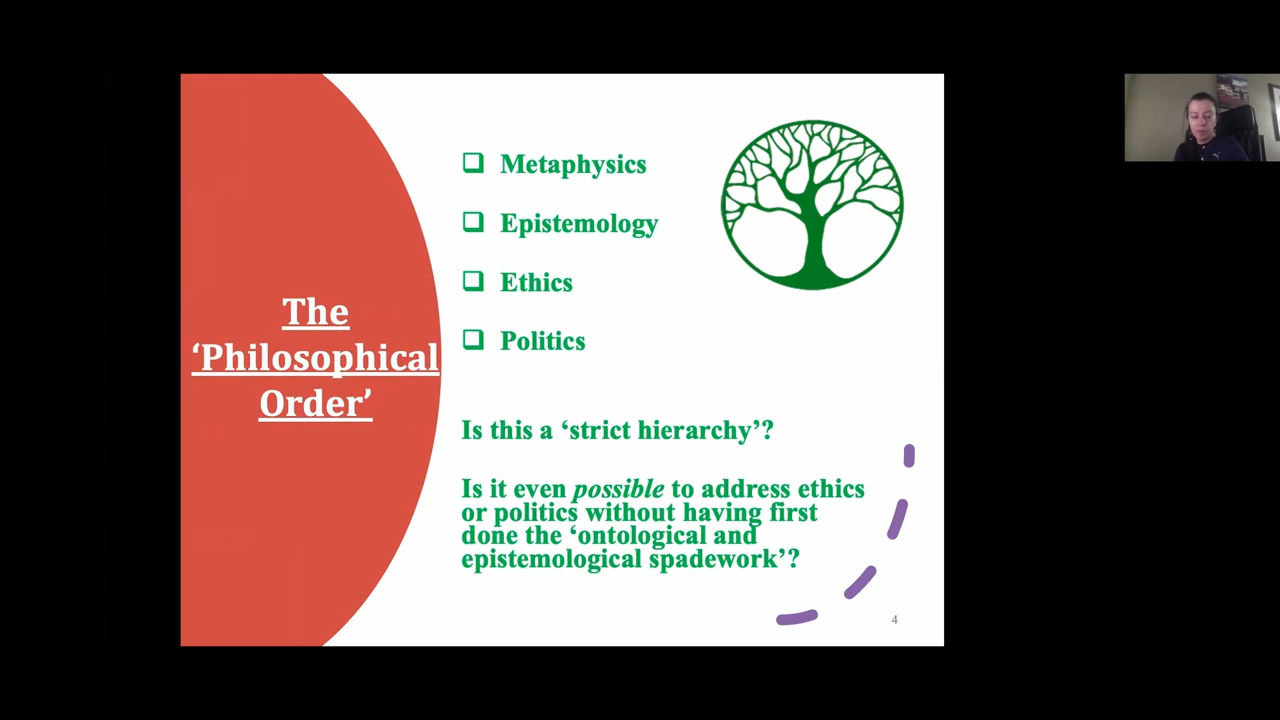 The
‘Philosophical
Order’
❑ Metaphysics
❑ Epistemology
❑ Ethics
❑ Politics
Is this a ‘strict hierarchy’?
Is it even possible to address ethics
or politics without having first
done the ‘ontological and
epistemological spadework’?
4